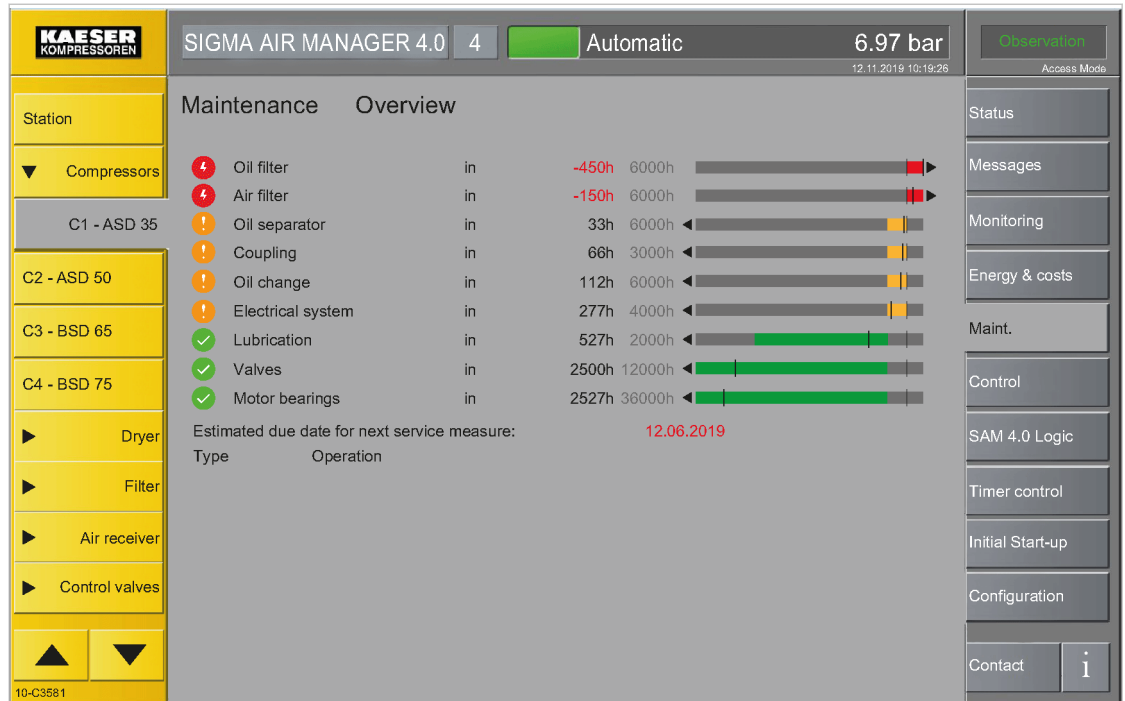 KAESER
KOMPRESSOREN
SIGMA AIR MANAGER 4.0 4 Automatic 6.97 bar
12.11.2019 10:19:26
Observation
Access Mode
Station
Compressors
C1 - ASD 35
C2 - ASD 50
C3 - BSD 65
C4 - BSD 75
Dryer
Filter
Air receiver
Control valves
10-C3581
Maintenance Overview
Oil filter in -450h 6000h
Air filter in -150h 6000h
Oil separator in 33h 6000h
Coupling in 66h 3000h
Oil change in 112h 6000h
Electrical system in 277h 4000h
Lubrication in 527h 2000h
Valves in 2500h 12000h
Motor bearings in 2527h 36000h
Estimated due date for next service measure: 12.06.2019
Type Operation
Status
Messages
Monitoring
Energy & costs
Maint.
Control
SAM 4.0 Logic
Timer control
Initial Start-up
Configuration
Contact i